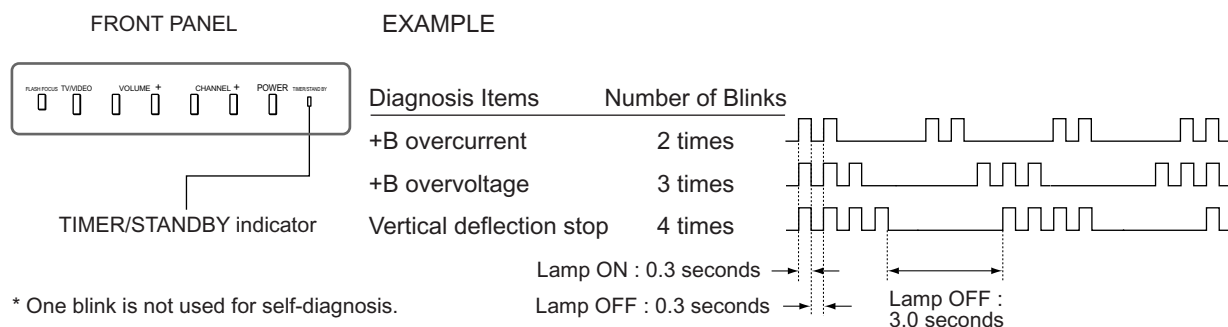 FRONT PANEL
EXAMPLE
FLASH FOCUS TV/VIDEO VOLUME + CHANNEL + POWER TIMER/STAND BY
Diagnosis Items Number of Blinks
+B overcurrent 2 times
+B overvoltage 3 times
TIMER/STANDBY indicator
Vertical deflection stop 4 times
Lamp ON : 0.3 seconds
* One blink is not used for self-diagnosis.
Lamp OFF : 0.3 seconds
Lamp OFF :
3.0 seconds